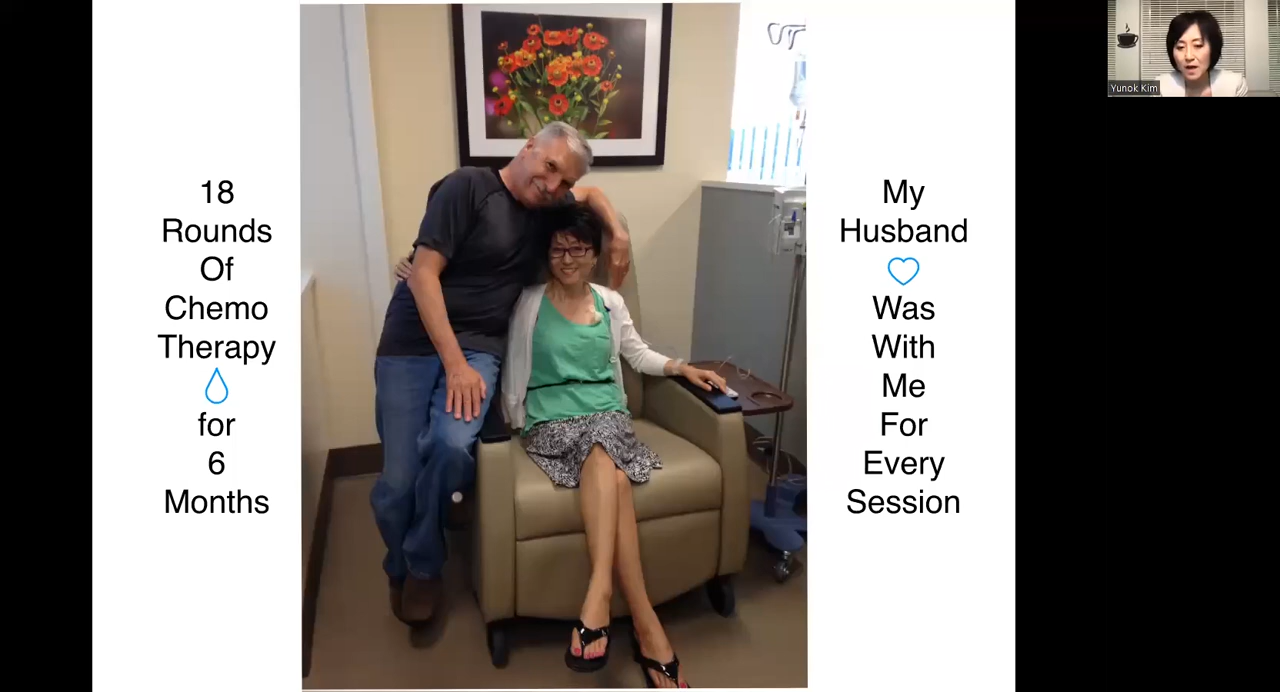 18
Rounds
Of
Chemo
Therapy
for
6
Months
My
Husband
Was
With
Me
For
Every
Session
Yunok Kim